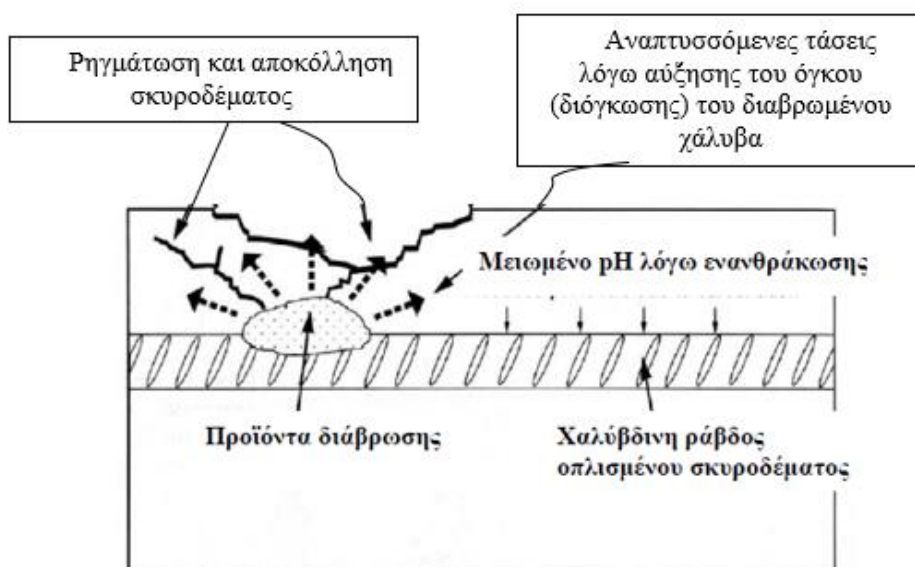 Ρηγμάτωση και αποκόλληση
σκυροδέματος
Αναπτυσσόμενες τάσεις
λόγω αύξησης του όγκου
(διόγκωσης) του διαβρωμένου
χάλυβα
Μειωμένο pH λόγω ενανθράκωσης
Προϊόντα διάβρωσης
Χαλύβδινη ράβδος
οπλισμένου σκυροδέματος